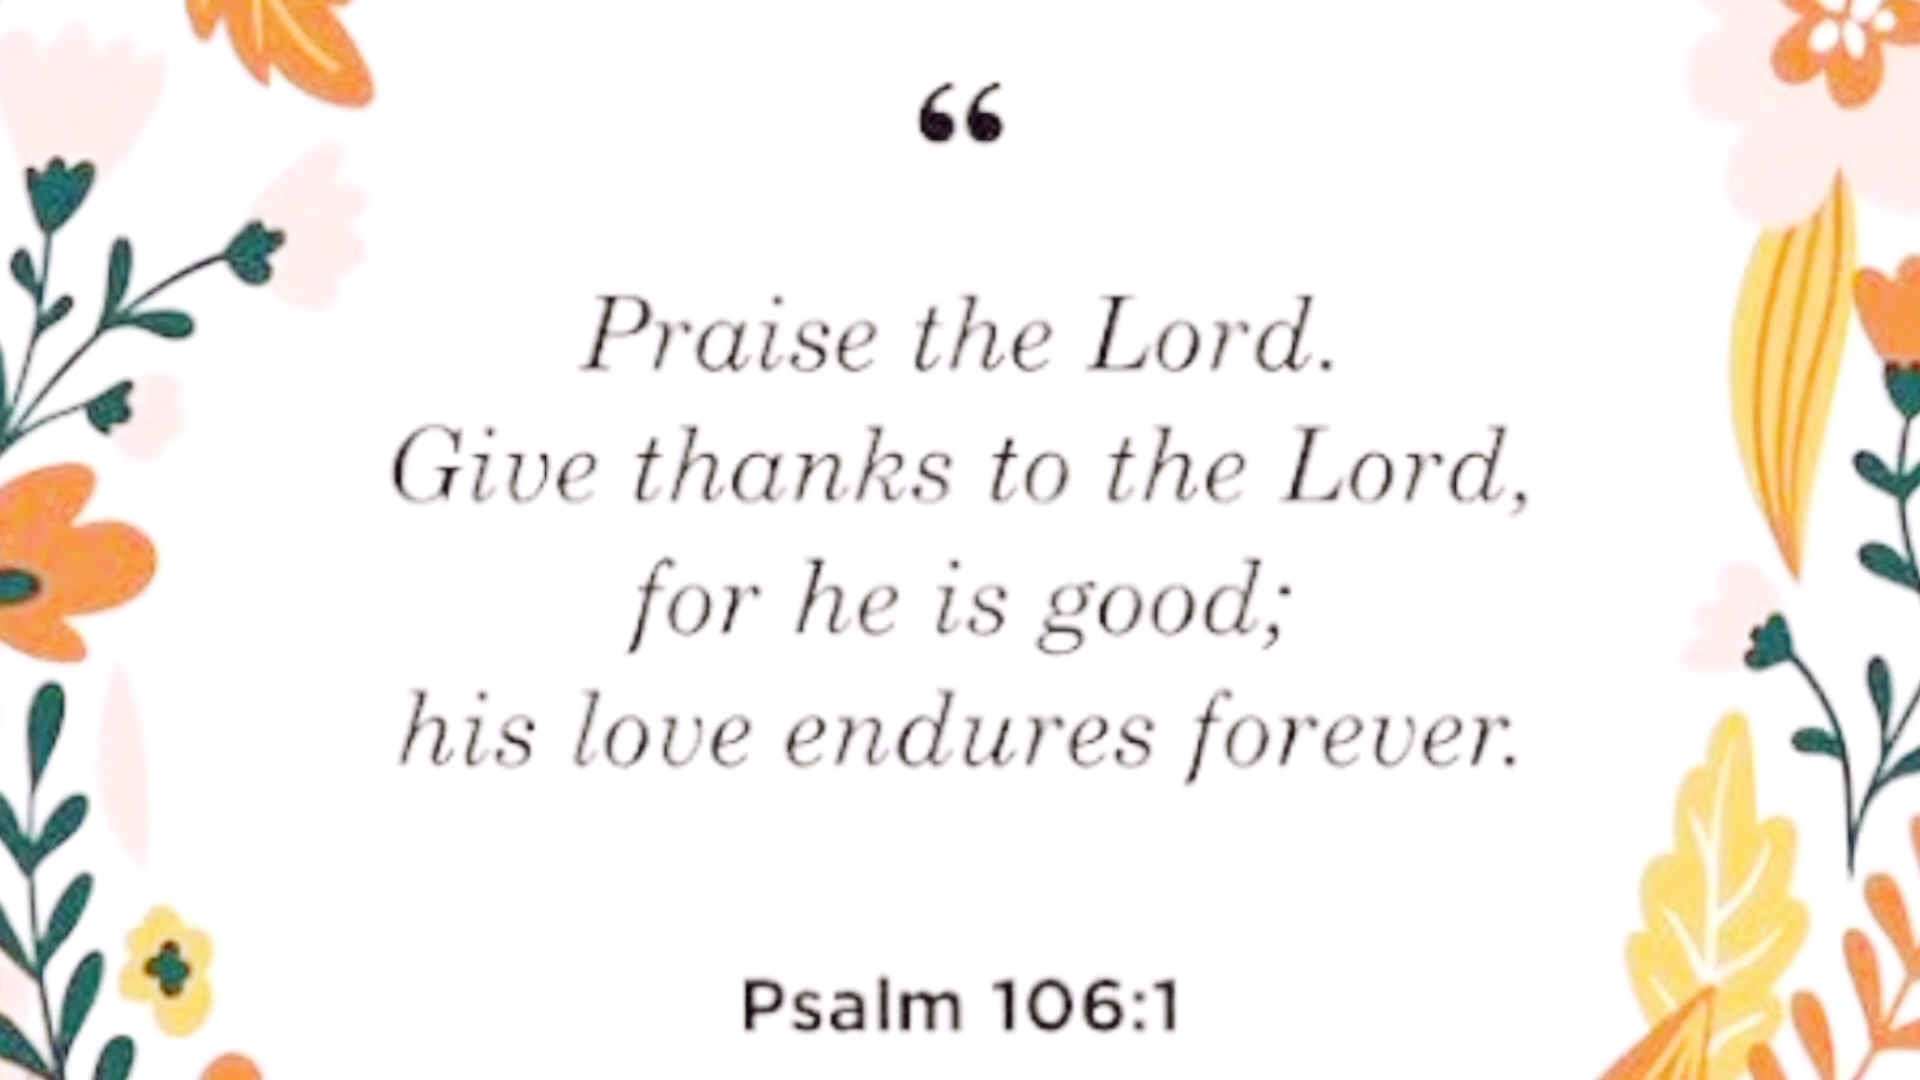 “
Praise the Lord.
Give thanks to the Lord,
for he is good;
his love endures forever.
Psalm 106:1